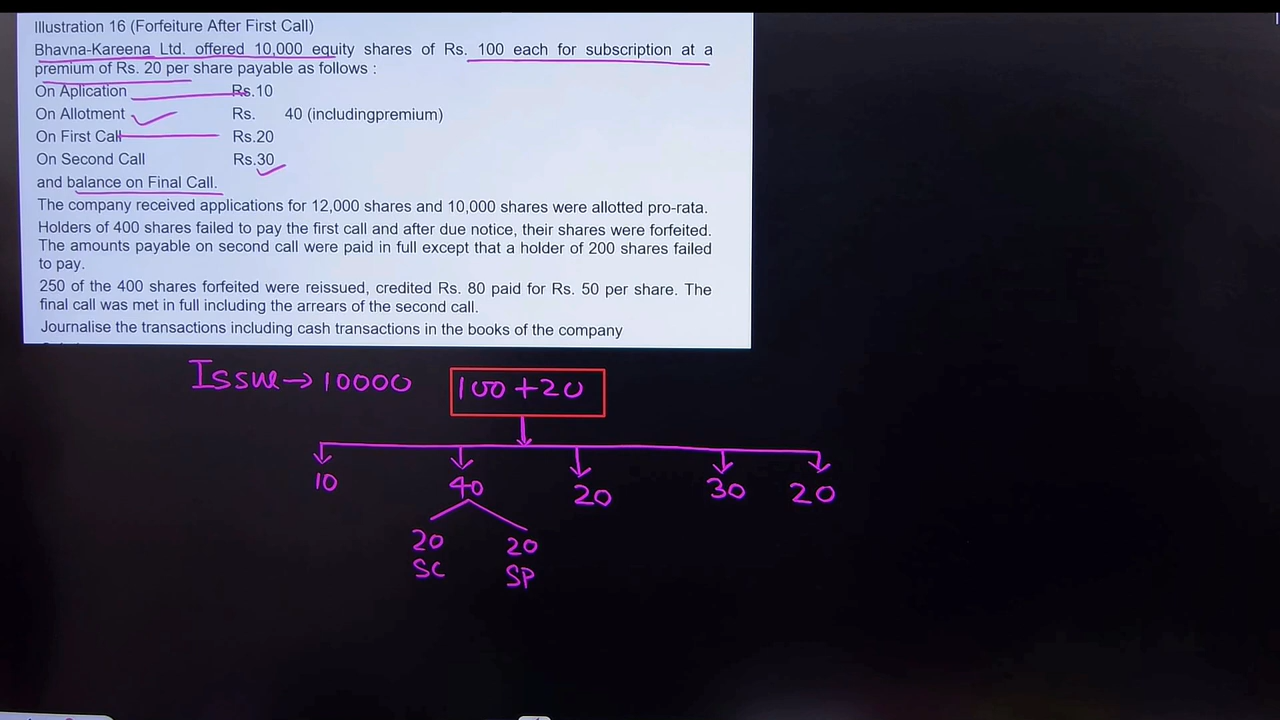 Illustration 16 (Forfeiture After First Call)
Bhavna-Kareena Ltd. offered 10,000 equity shares of Rs. 100 each for subscription at a
premium of Rs. 20 per share payable as follows :
On Aplication Rs.10
On Allotment Rs. 40 (includingpremium)
On First Call Rs.20
On Second Call Rs.30
and balance on Final Call.
The company received applications for 12,000 shares and 10,000 shares were allotted pro-rata.
Holders of 400 shares failed to pay the first call and after due notice, their shares were forfeited.
The amounts payable on second call were paid in full except that a holder of 200 shares failed
to pay.
250 of the 400 shares forfeited were reissued, credited Rs. 80 paid for Rs. 50 per share. The
final call was met in full including the arrears of the second call.
Journalise the transactions including cash transactions in the books of the company
Issue → 10000 100 + 20
10 40 20 30 20
20 20
SC SP